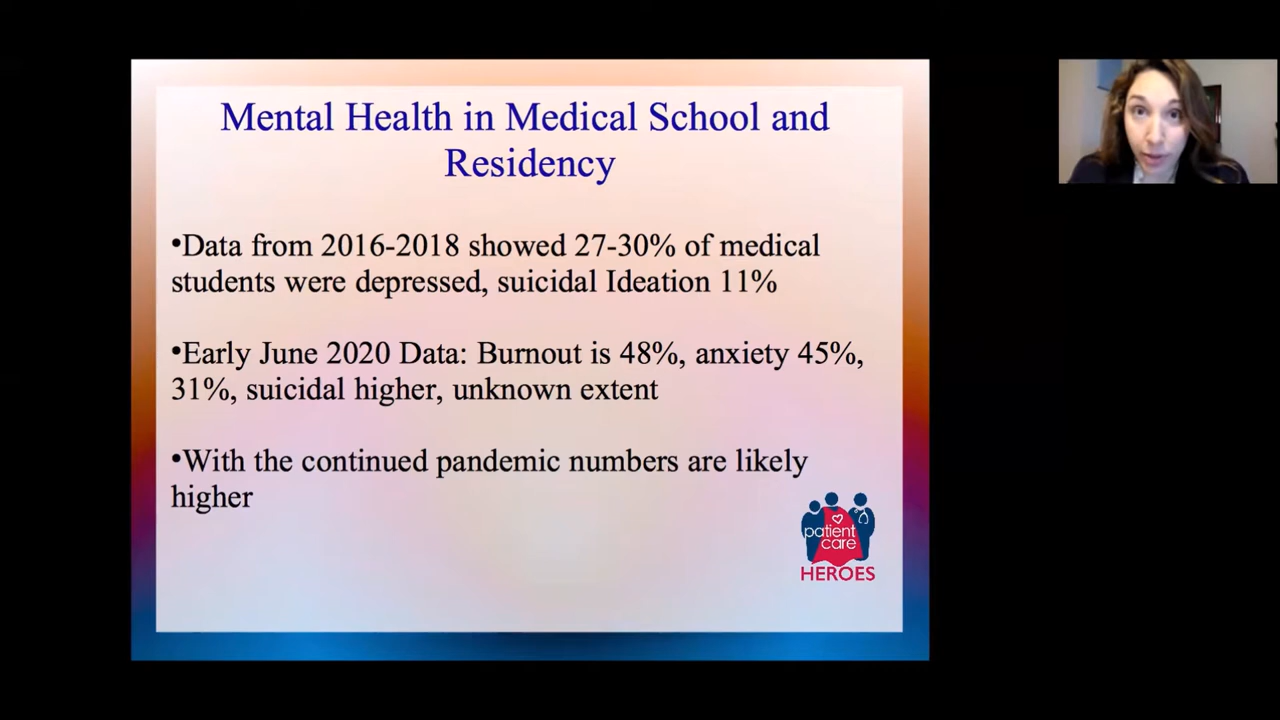 Mental Health in Medical School and
Residency
•Data from 2016-2018 showed 27-30% of medical
students were depressed, suicidal Ideation 11%
•Early June 2020 Data: Burnout is 48%, anxiety 45%,
31%, suicidal higher, unknown extent
•With the continued pandemic numbers are likely
higher
patient
care
HEROES